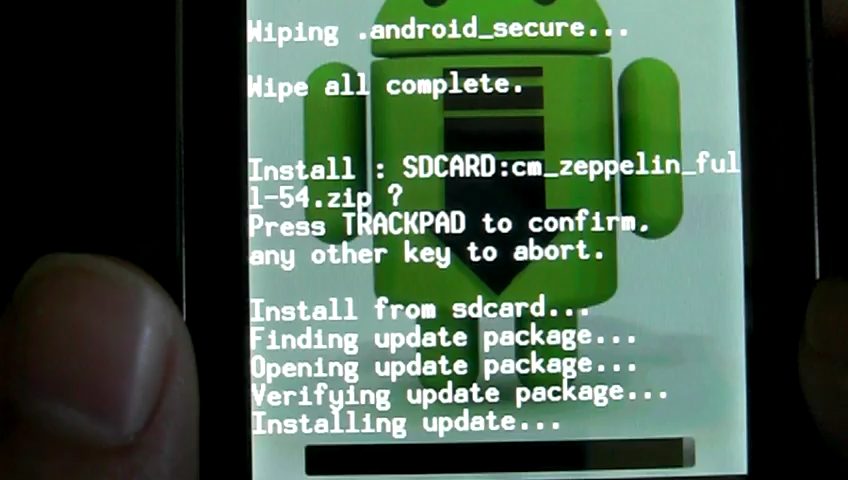 Wiping .android_secure...
Wipe all complete.
Install : SDCARD:cm_zeppelin_ful
l-54.zip ?
Press TRACKPAD to confirm,
any other key to abort.
Install from sdcard...
Finding update package...
Opening update package...
Verifying update package...
Installing update...